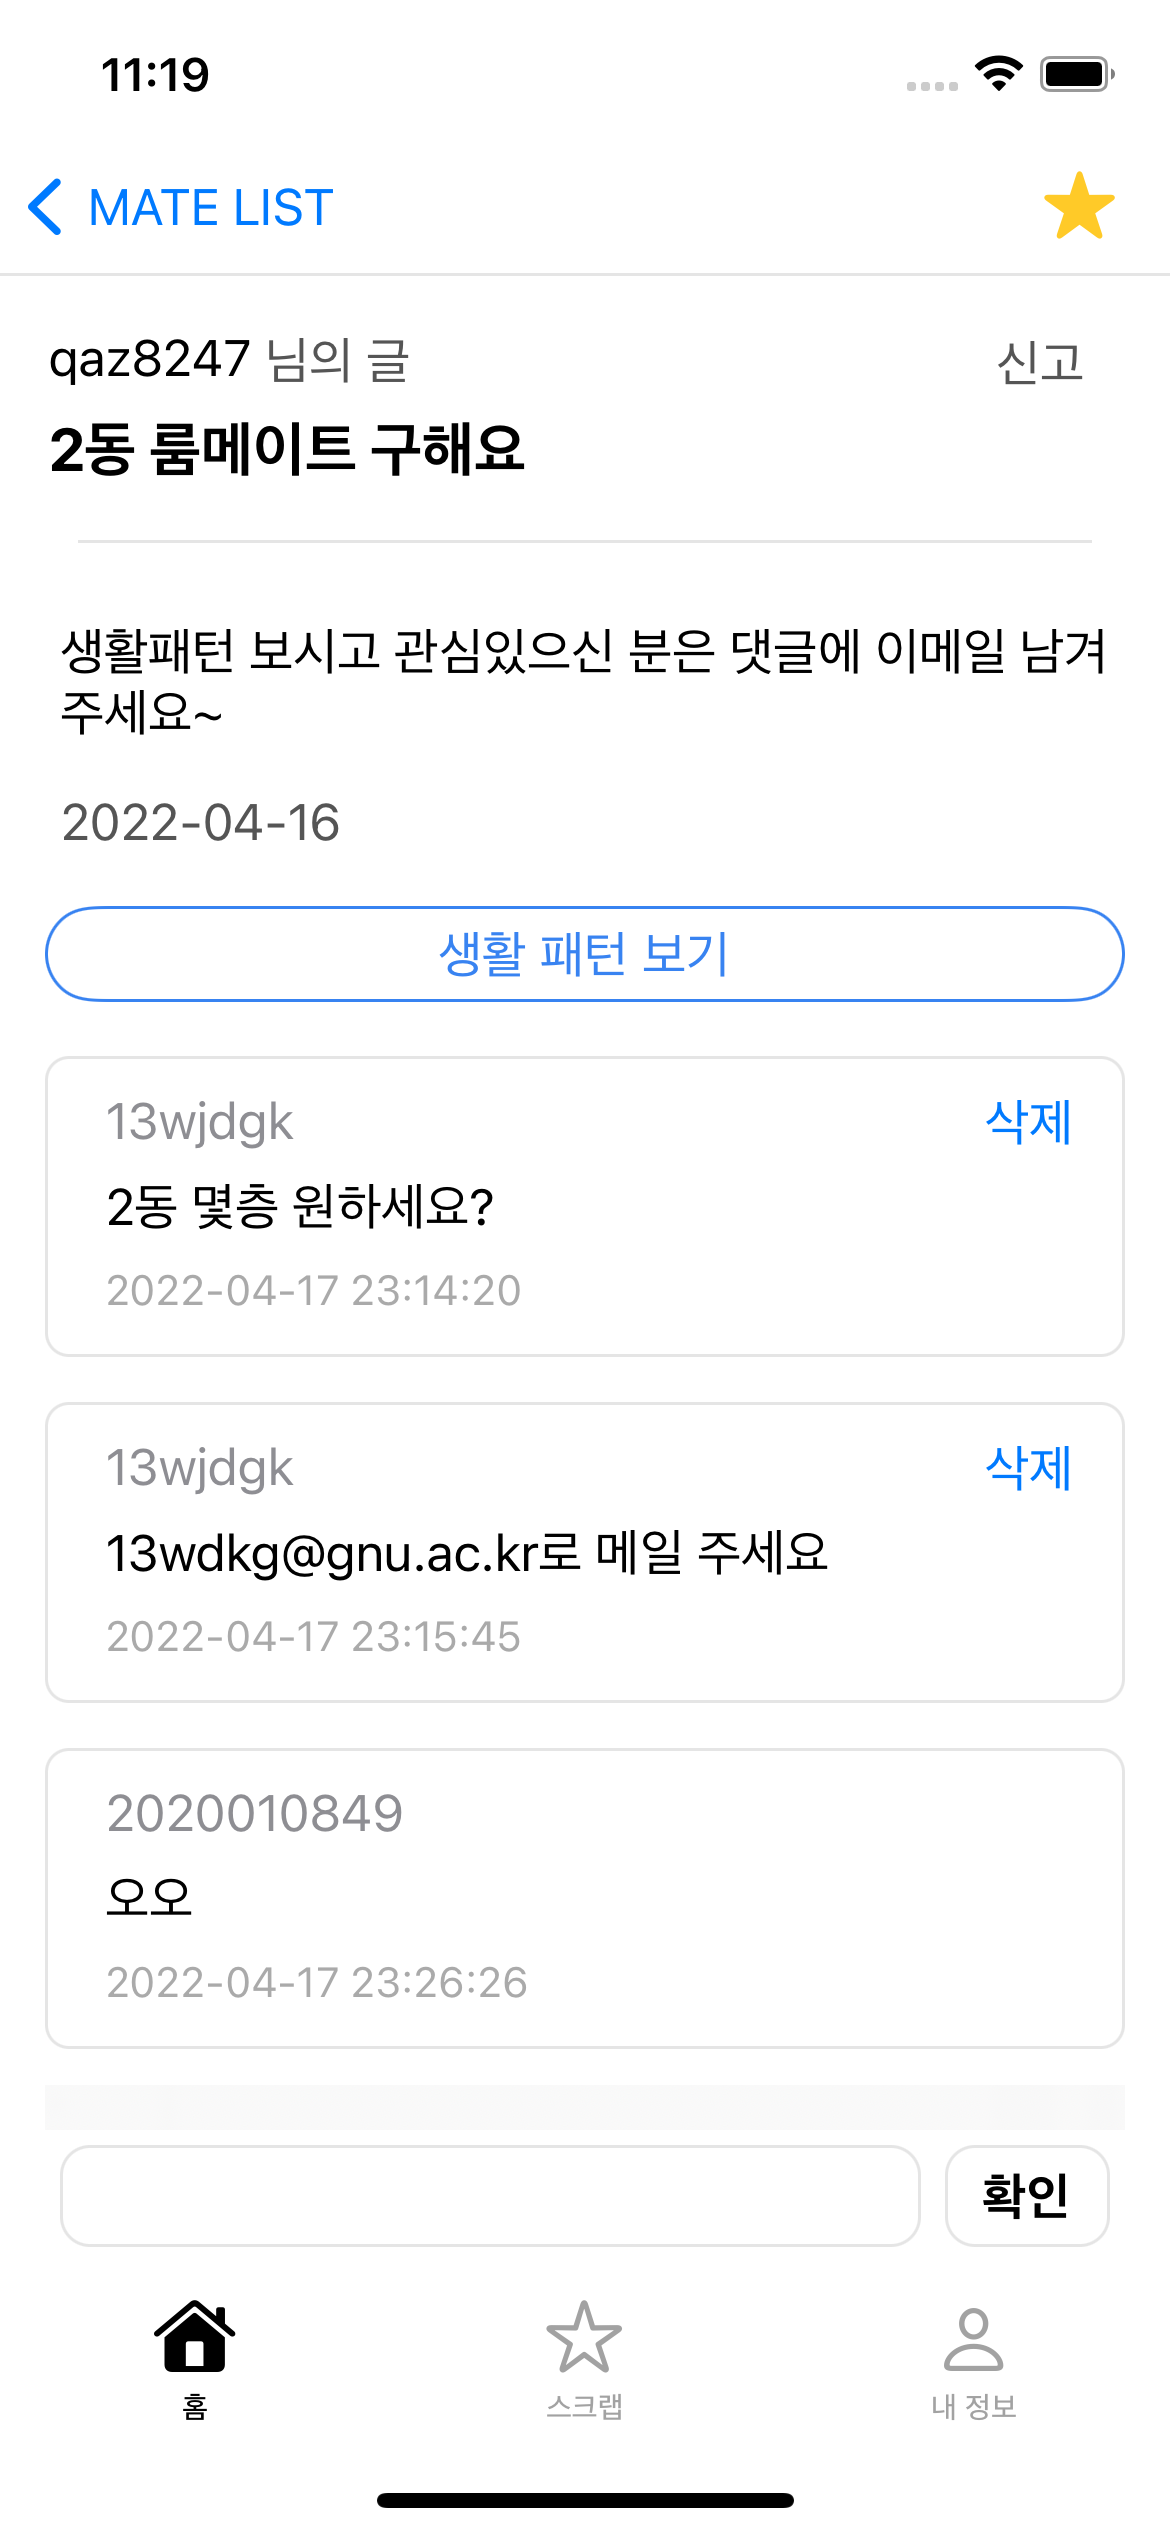 11:19
MATE LIST
qaz8247 님의 글
신고
2동 룸메이트 구해요
생활패턴 보시고 관심있으신 분은 댓글에 이메일 남겨
주세요~
2022-04-16
생활 패턴 보기
13wjdgk
삭제
2동 몇층 원하세요?
2022-04-17 23:14:20
13wjdgk
삭제
13wdkg@gnu.ac.kr로 메일 주세요
2022-04-17 23:15:45
2020010849
오오
2022-04-17 23:26:26
확인
홈
스크랩
내 정보